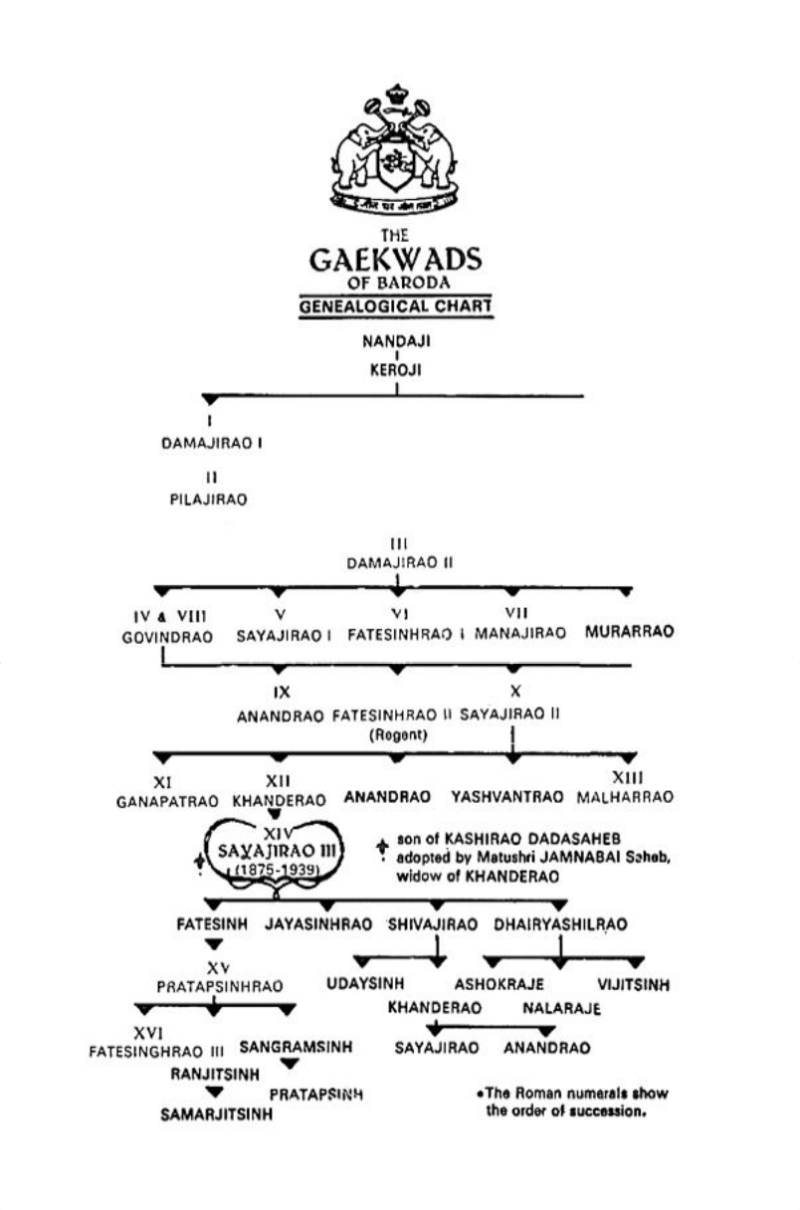 THE
GAEKWADS
OF BARODA
GENEALOGICAL CHART
NANDAJI
KEROJI
I
DAMAJIRAO I
II
PILAJIRAO
III
DAMAJIRAO II
IV & VIII V VI VII
GOVINDRAO SAYAJIRAO I FATESINHRAO I MANAJIRAO MURARRAO
IX X
ANANDRAO FATESINHRAO II SAYAJIRAO II
(Regent)
XI XII XIII
GANAPATRAO KHANDERAO ANANDRAO YASHVANTRAO MALHARRAO
XIV
SAYAJIRAO III
(1875-1939)
son of KASHIRAO DADASAHEB
adopted by Matushri JAMNABAI Saheb,
widow of KHANDERAO
FATESINH JAYASINHRAO SHIVAJIRAO DHAIRYASHILRAO
XV
PRATAPSINHRAO UDAYSINH ASHOKRAJE VIJITSINH
KHANDERAO NALARAJE
XVI
FATESINGHRAO III SANGRAMSINH SAYAJIRAO ANANDRAO
RANJITSINH
PRATAPSINH
SAMARJITSINH
•The Roman numerals show
the order of succession.